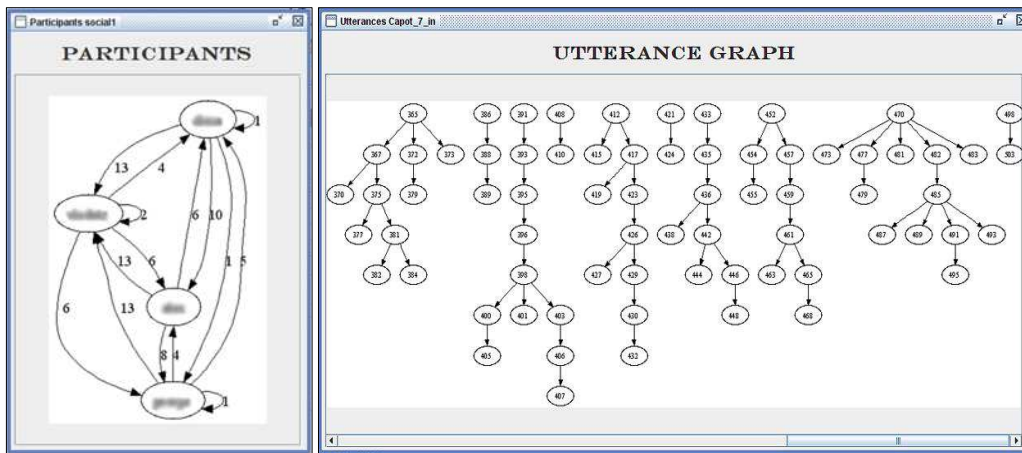 Participants social1
PARTICIPANTS
1
13
4
2
6
10
13
6
1
5
6
13
8
4
1
Utterances Capot_7_in
UTTERANCE GRAPH
365 386 391 408 412 421 433 452 470 498
367 372 373 388 393 410 415 417 424 435 454 457 473 477 481 482 483 503
370 375 379 389 395 419 423 436 455 459 479 485
377 381 396 426 438 442 461 487 489 491 493
382 384 398 427 429 444 446 463 465 495
400 401 403 430 448 468
405 406 432
407